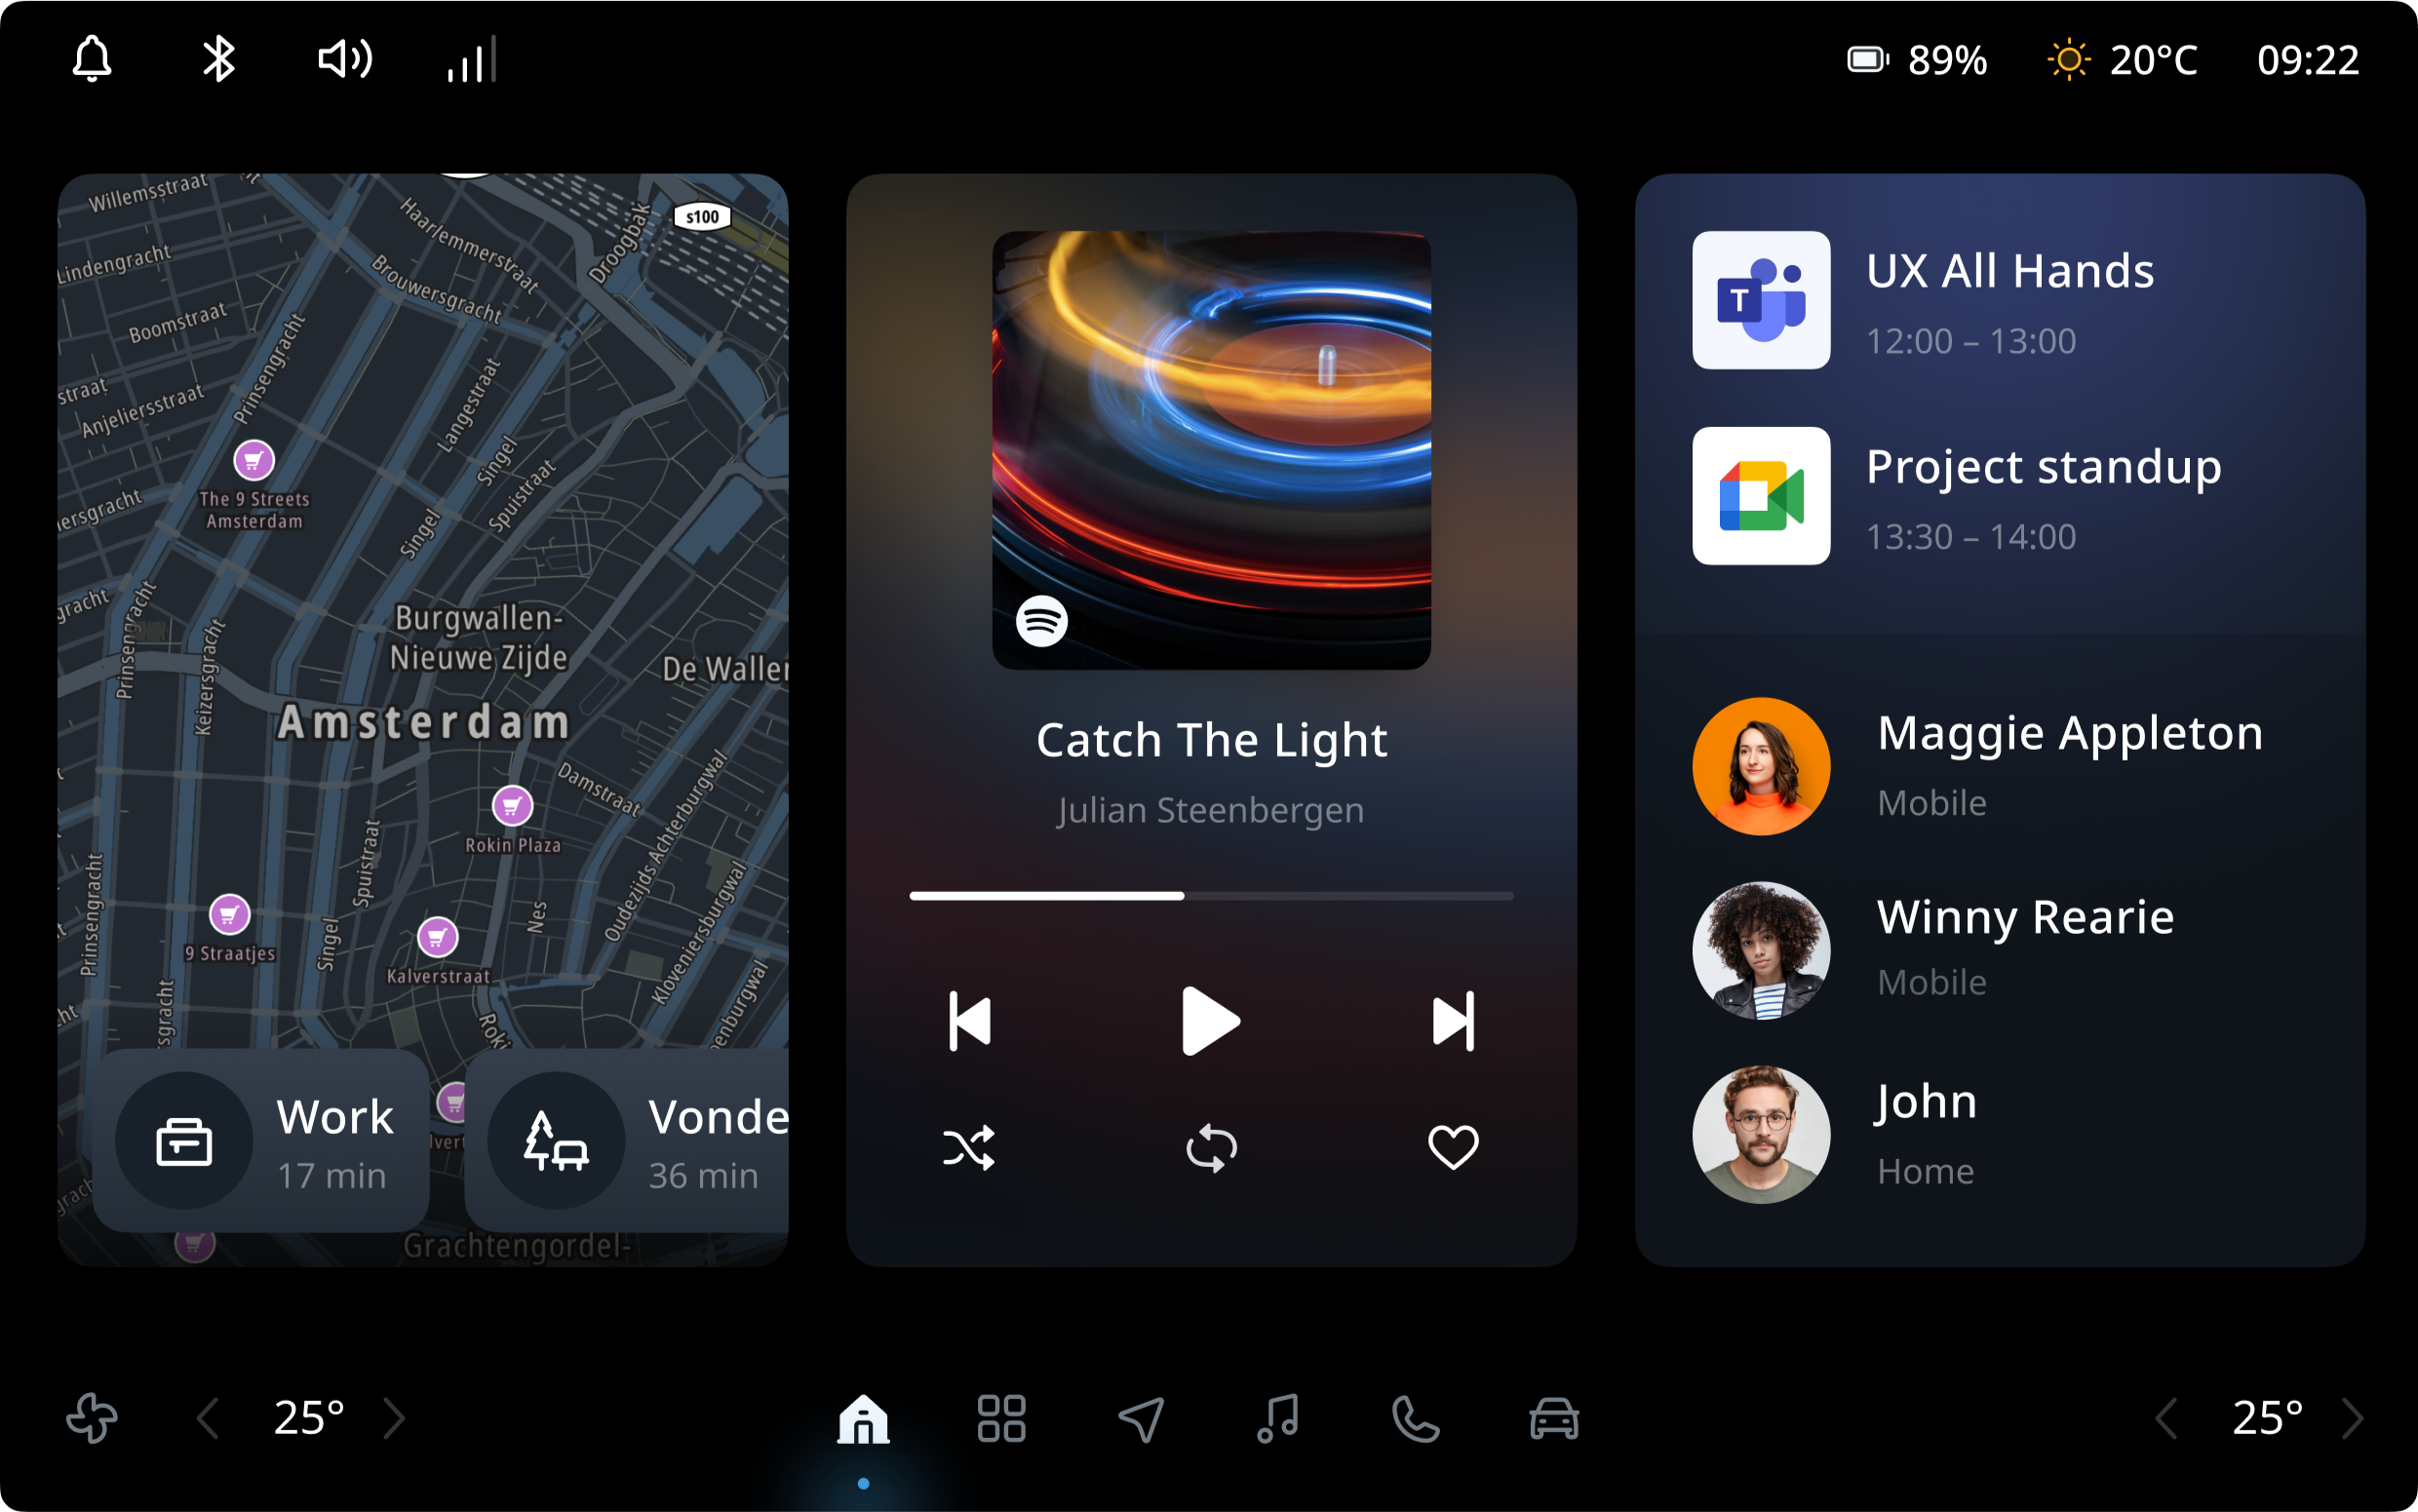 89%
20°C
09:22
Willemsstraat
s100
Haarlemmerstraat
Droogbak
Lindengracht
Brouwersgracht
Boomstraat
Prinsengracht
straat
Anjeliersstraat
Langestraat
Singel
Spuistraat
The 9 Streets
Amsterdam
Singel
gracht
Prinsengracht
Keizersgracht
Burgwallen-
Nieuwe Zijde
De Waller
Amsterdam
Damstraat
Rokin Plaza
Oudezijds Achterburgwal
Spuistraat
Prinsengracht
Nes
Kloveniersburgwal
9 Straatjes
Singel
Kalverstraat
enburgwal
sgracht
Roki
Work
17 min
Vonde
36 min
Grachtengordel-
Catch The Light
Julian Steenbergen
T
UX All Hands
12:00 – 13:00
Project standup
13:30 – 14:00
Maggie Appleton
Mobile
Winny Rearie
Mobile
John
Home
25°
25°